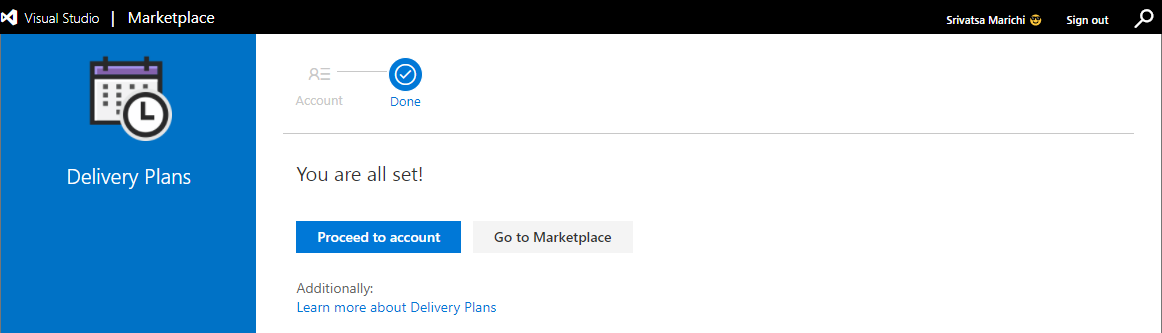 Visual Studio | Marketplace
Srivatsa Marichi 😎 Sign out
Delivery Plans
Account
Done
You are all set!
Proceed to account
Go to Marketplace
Additionally:
Learn more about Delivery Plans